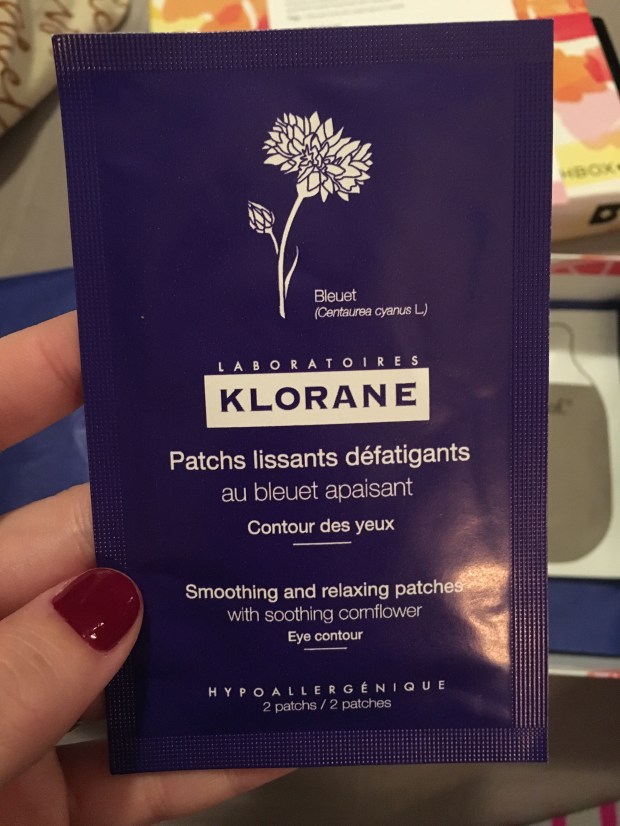 Bleuet
(Centaurea cyanus L.)
LABORATOIRES
KLORANE
Patchs lissants défatigants
au bleuet apaisant
Contour des yeux
Smoothing and relaxing patches
with soothing cornflower
Eye contour
HYPOALLERGÉNIQUE
2 patchs / 2 patches
HBOX